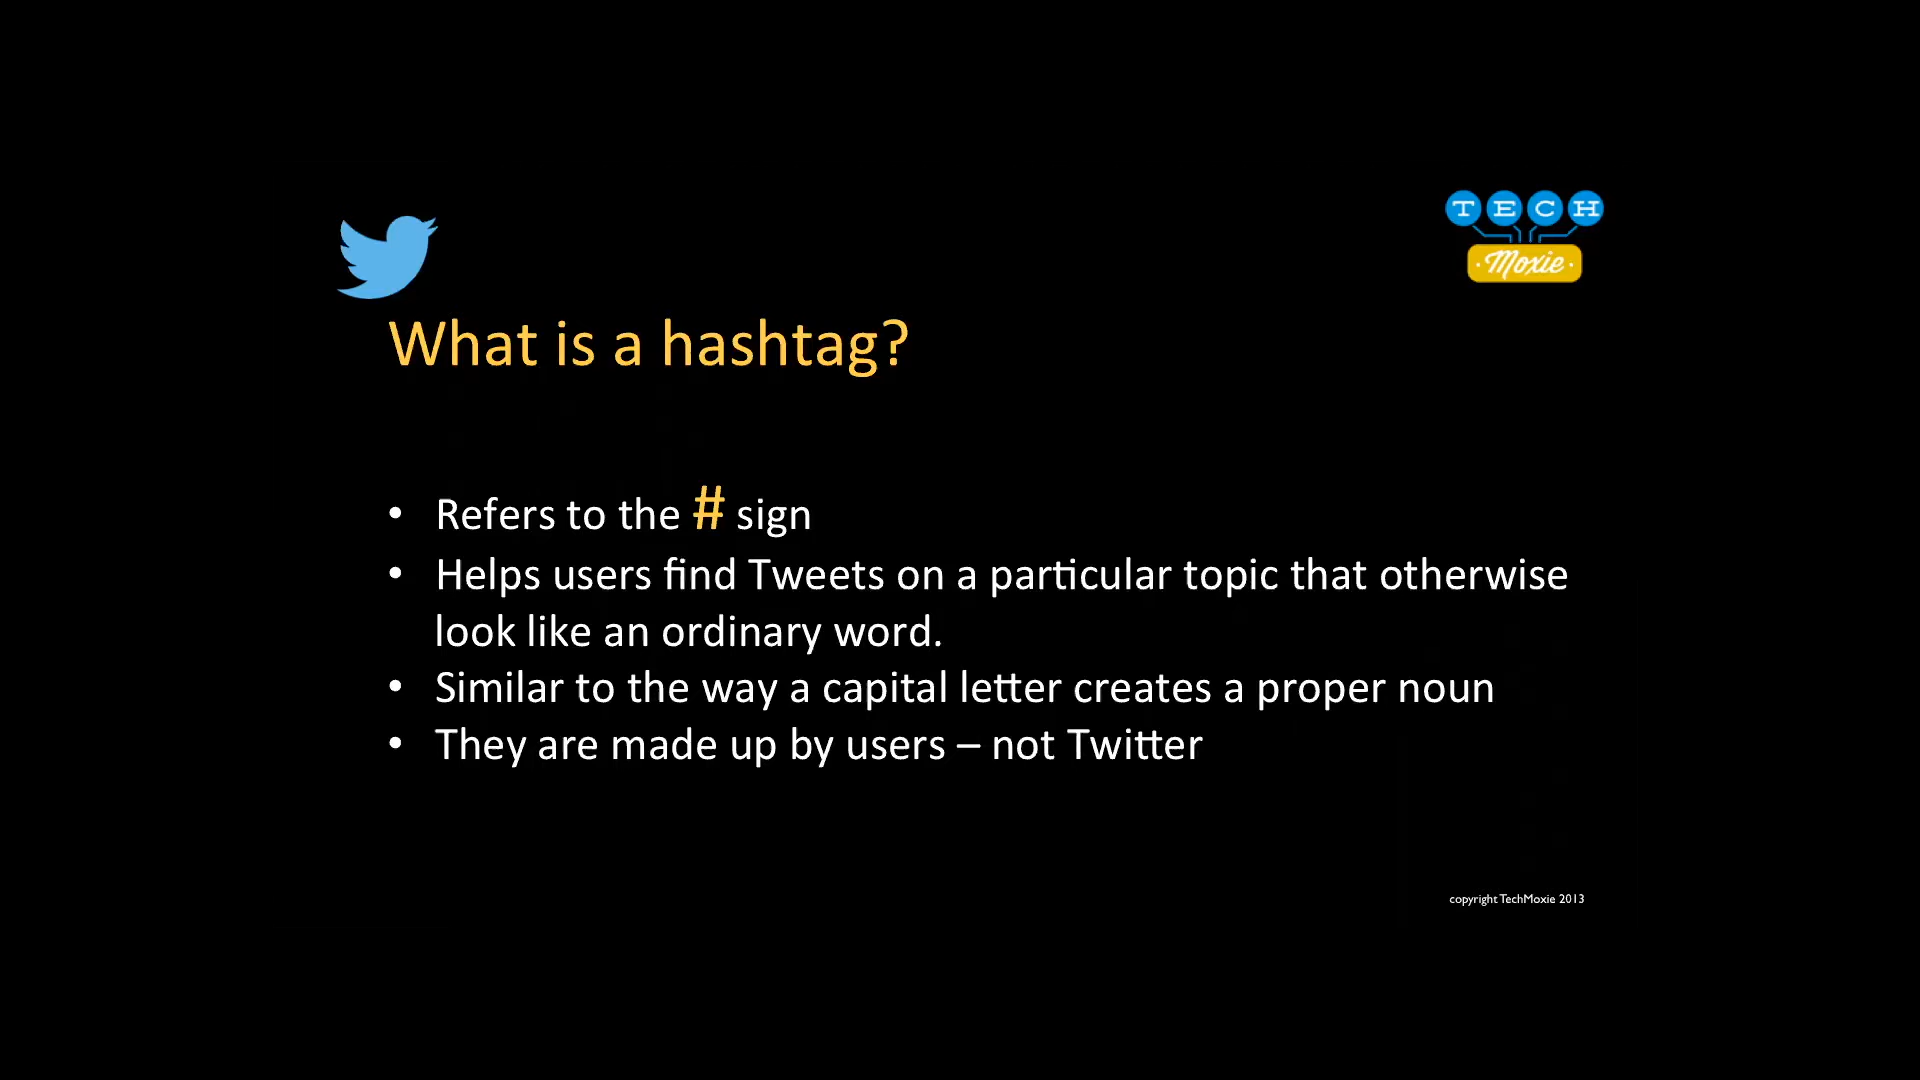 TECH
Moxie
What is a hashtag?
• Refers to the # sign
• Helps users find Tweets on a particular topic that otherwise
look like an ordinary word.
• Similar to the way a capital letter creates a proper noun
• They are made up by users – not Twitter
copyright TechMoxie 2013